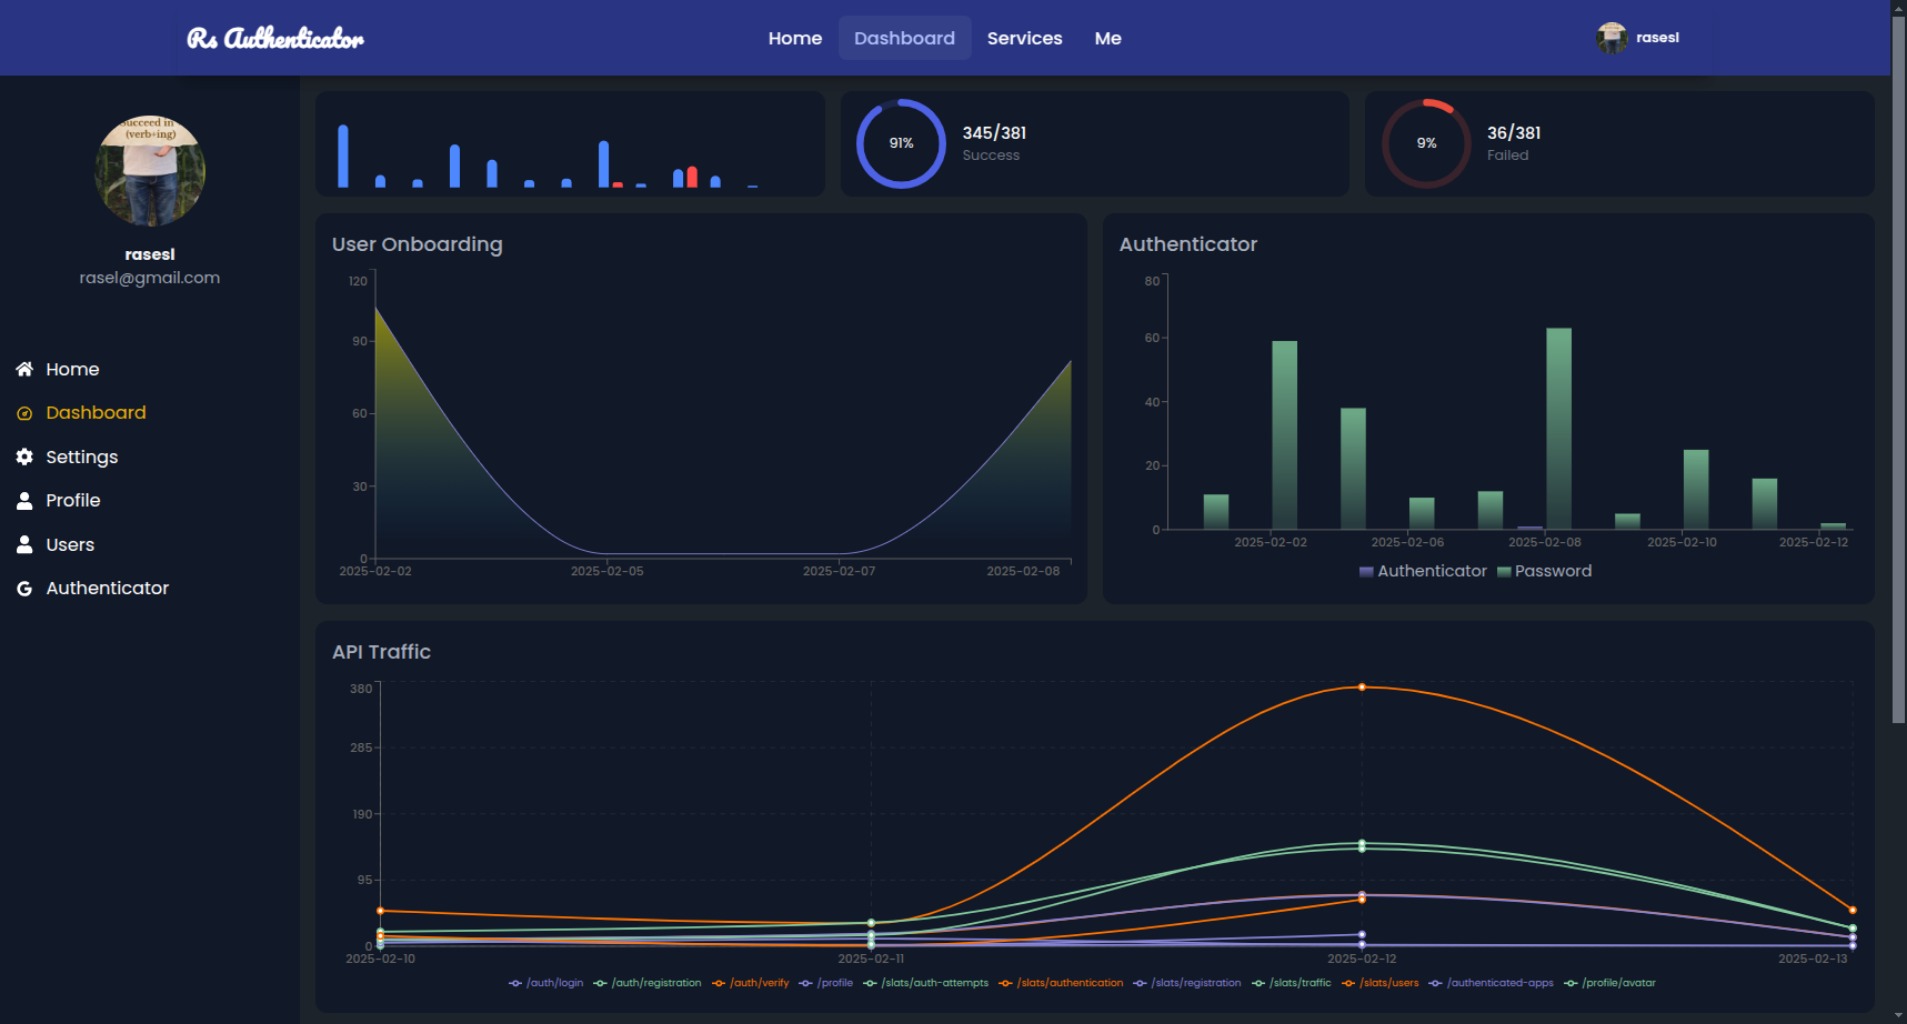 Rs Authenticator
Home
Dashboard
Services
Me
rasesl
Succeed in
(verb+ing)
rasesl
rasel@gmail.com
Home
Dashboard
Settings
Profile
Users
Authenticator
91%
345/381
Success
9%
36/381
Failed
User Onboarding
120
90
60
30
0
2025-02-02
2025-02-05
2025-02-07
2025-02-08
Authenticator
80
60
40
20
0
2025-02-02
2025-02-06
2025-02-08
2025-02-10
2025-02-12
Authenticator
Password
API Traffic
380
285
190
95
0
2025-02-10
2025-02-11
2025-02-12
2025-02-13
/auth/login
/auth/registration
/auth/verify
/profile
/slats/auth-attempts
/slats/authentication
/slats/registration
/slats/traffic
/slats/users
/authenticated-apps
/profile/avatar